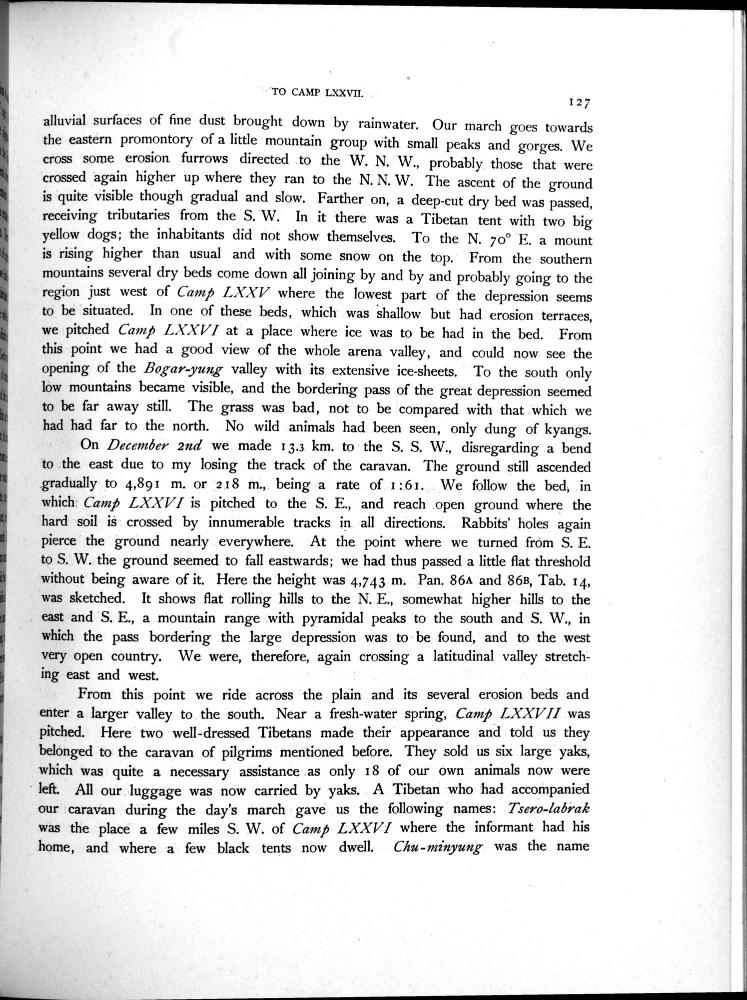 TO CAMP LXXVII.
127
alluvial surfaces of fine dust brought down by rainwater. Our march goes towards
the eastern promontory of a little mountain group with small peaks and gorges. We
cross some erosion furrows directed to the W. N. W., probably those that were
crossed again higher up where they ran to the N. N. W. The ascent of the ground
is quite visible though gradual and slow. Farther on, a deep-cut dry bed was passed,
receiving tributaries from the S. W. In it there was a Tibetan tent with two big
yellow dogs; the inhabitants did not show themselves. To the N. 70° E. a mount
is rising higher than usual and with some snow on the top. From the southern
mountains several dry beds come down all joining by and by and probably going to the
region just west of Camp LXXV where the lowest part of the depression seems
to be situated. In one of these beds, which was shallow but had erosion terraces,
we pitched Camp LXXVI at a place where ice was to be had in the bed. From
this point we had a good view of the whole arena valley, and could now see the
opening of the Bogar-yung valley with its extensive ice-sheets. To the south only
low mountains became visible, and the bordering pass of the great depression seemed
to be far away still. The grass was bad, not to be compared with that which we
had had far to the north. No wild animals had been seen, only dung of kyangs.
On December 2nd we made 13.3 km. to the S. S. W., disregarding a bend
to the east due to my losing the track of the caravan. The ground still ascended
gradually to 4,891 m. or 218 m., being a rate of 1:61. We follow the bed, in
which Camp LXXVI is pitched to the S. E., and reach open ground where the
hard soil is crossed by innumerable tracks in all directions. Rabbits' holes again
pierce the ground nearly everywhere. At the point where we turned from S. E.
to S. W. the ground seemed to fall eastwards; we had thus passed a little flat threshold
without being aware of it. Here the height was 4,743 m. Pan. 86A and 86B, Tab. 14,
was sketched. It shows flat rolling hills to the N. E., somewhat higher hills to the
east and S. E., a mountain range with pyramidal peaks to the south and S. W., in
which the pass bordering the large depression was to be found, and to the west
very open country. We were, therefore, again crossing a latitudinal valley stretch-
ing east and west.
From this point we ride across the plain and its several erosion beds and
enter a larger valley to the south. Near a fresh-water spring, Camp LXXVII was
pitched. Here two well-dressed Tibetans made their appearance and told us they
belonged to the caravan of pilgrims mentioned before. They sold us six large yaks,
which was quite a necessary assistance as only 18 of our own animals now were
left. All our luggage was now carried by yaks. A Tibetan who had accompanied
our caravan during the day's march gave us the following names: Tsero-labrak
was the place a few miles S. W. of Camp LXXVI where the informant had his
home, and where a few black tents now dwell. Chu-minyung was the name